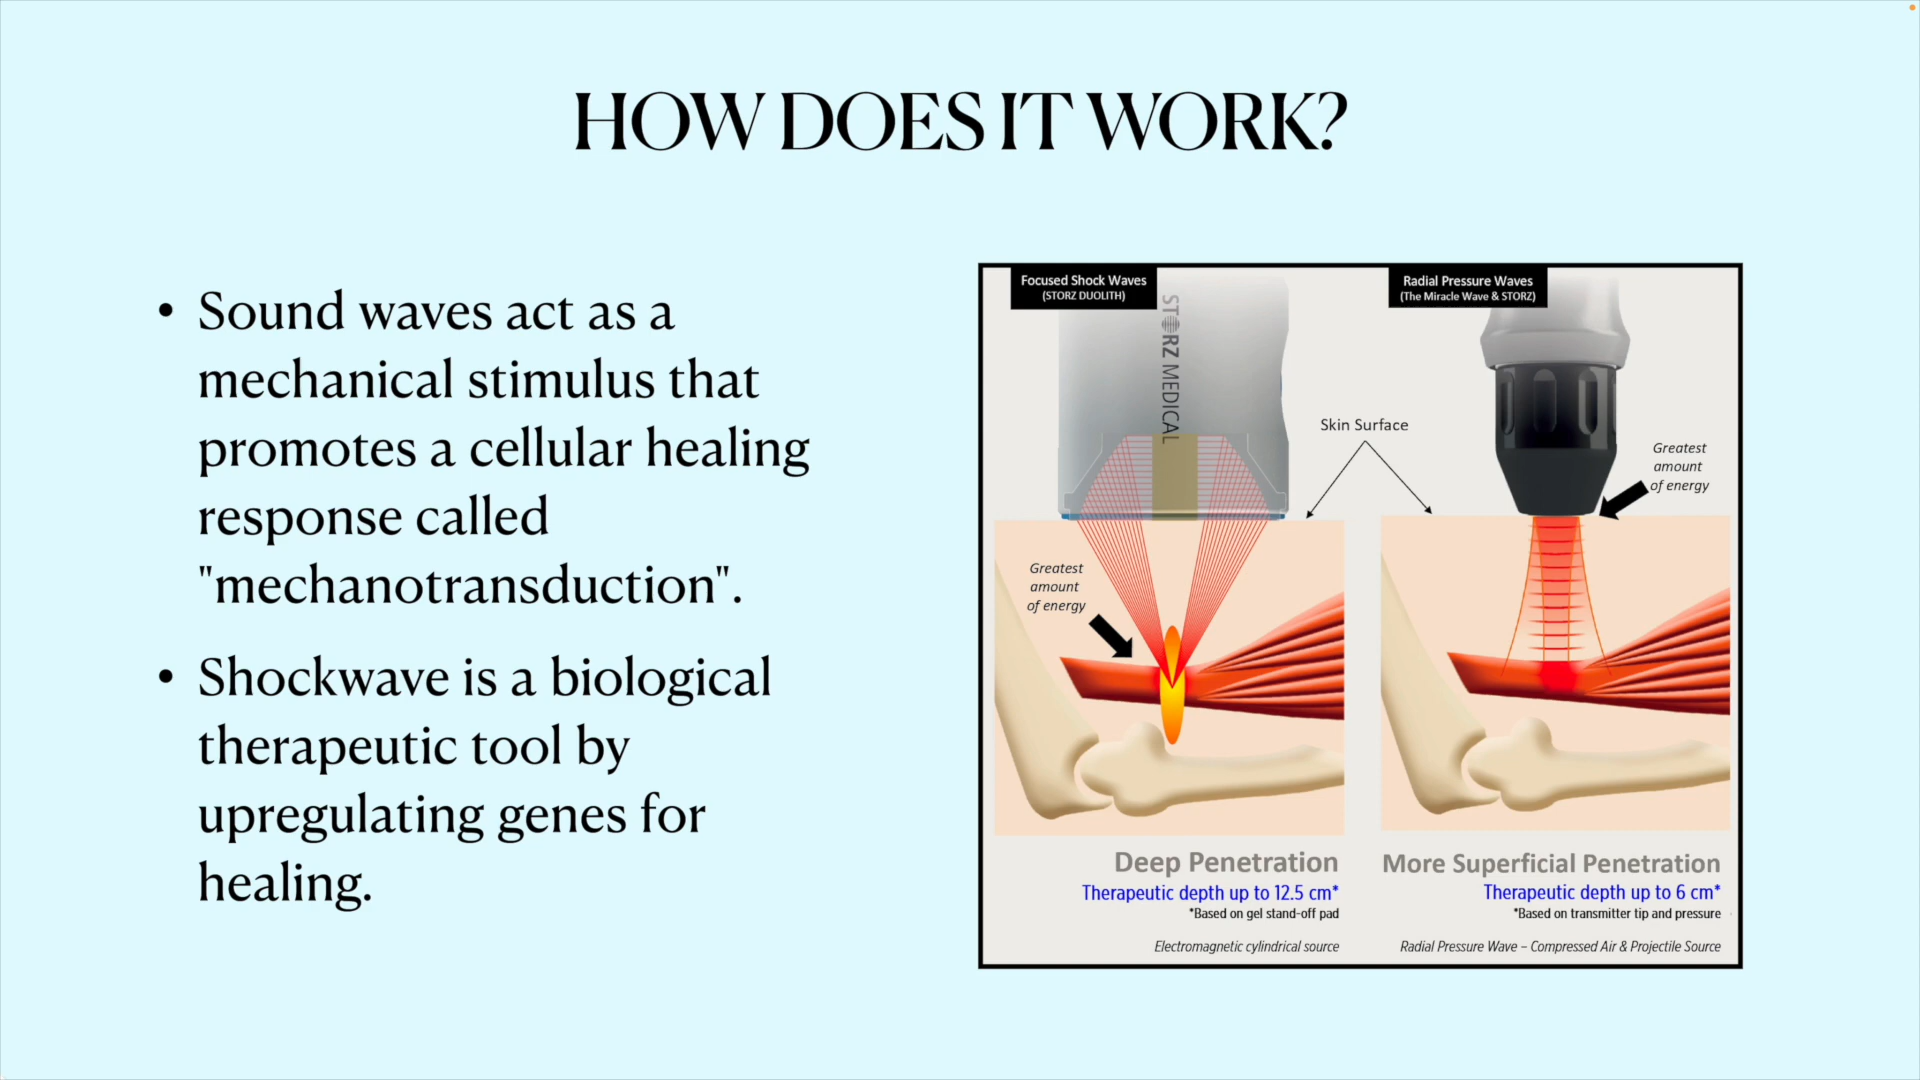 HOW DOES IT WORK?
• Sound waves act as a
mechanical stimulus that
promotes a cellular healing
response called
"mechanotransduction".
• Shockwave is a biological
therapeutic tool by
upregulating genes for
healing.
Focused Shock Waves
(STORZ DUOLITH)
STORZ MEDICAL
Greatest
amount
of energy
Skin Surface
Radial Pressure Waves
(The Miracle Wave & STORZ)
Greatest
amount
of energy
Deep Penetration
Therapeutic depth up to 12.5 cm*
*Based on gel stand-off pad
Electromagnetic cylindrical source
More Superficial Penetration
Therapeutic depth up to 6 cm*
*Based on transmitter tip and pressure
Radial Pressure Wave – Compressed Air & Projectile Source